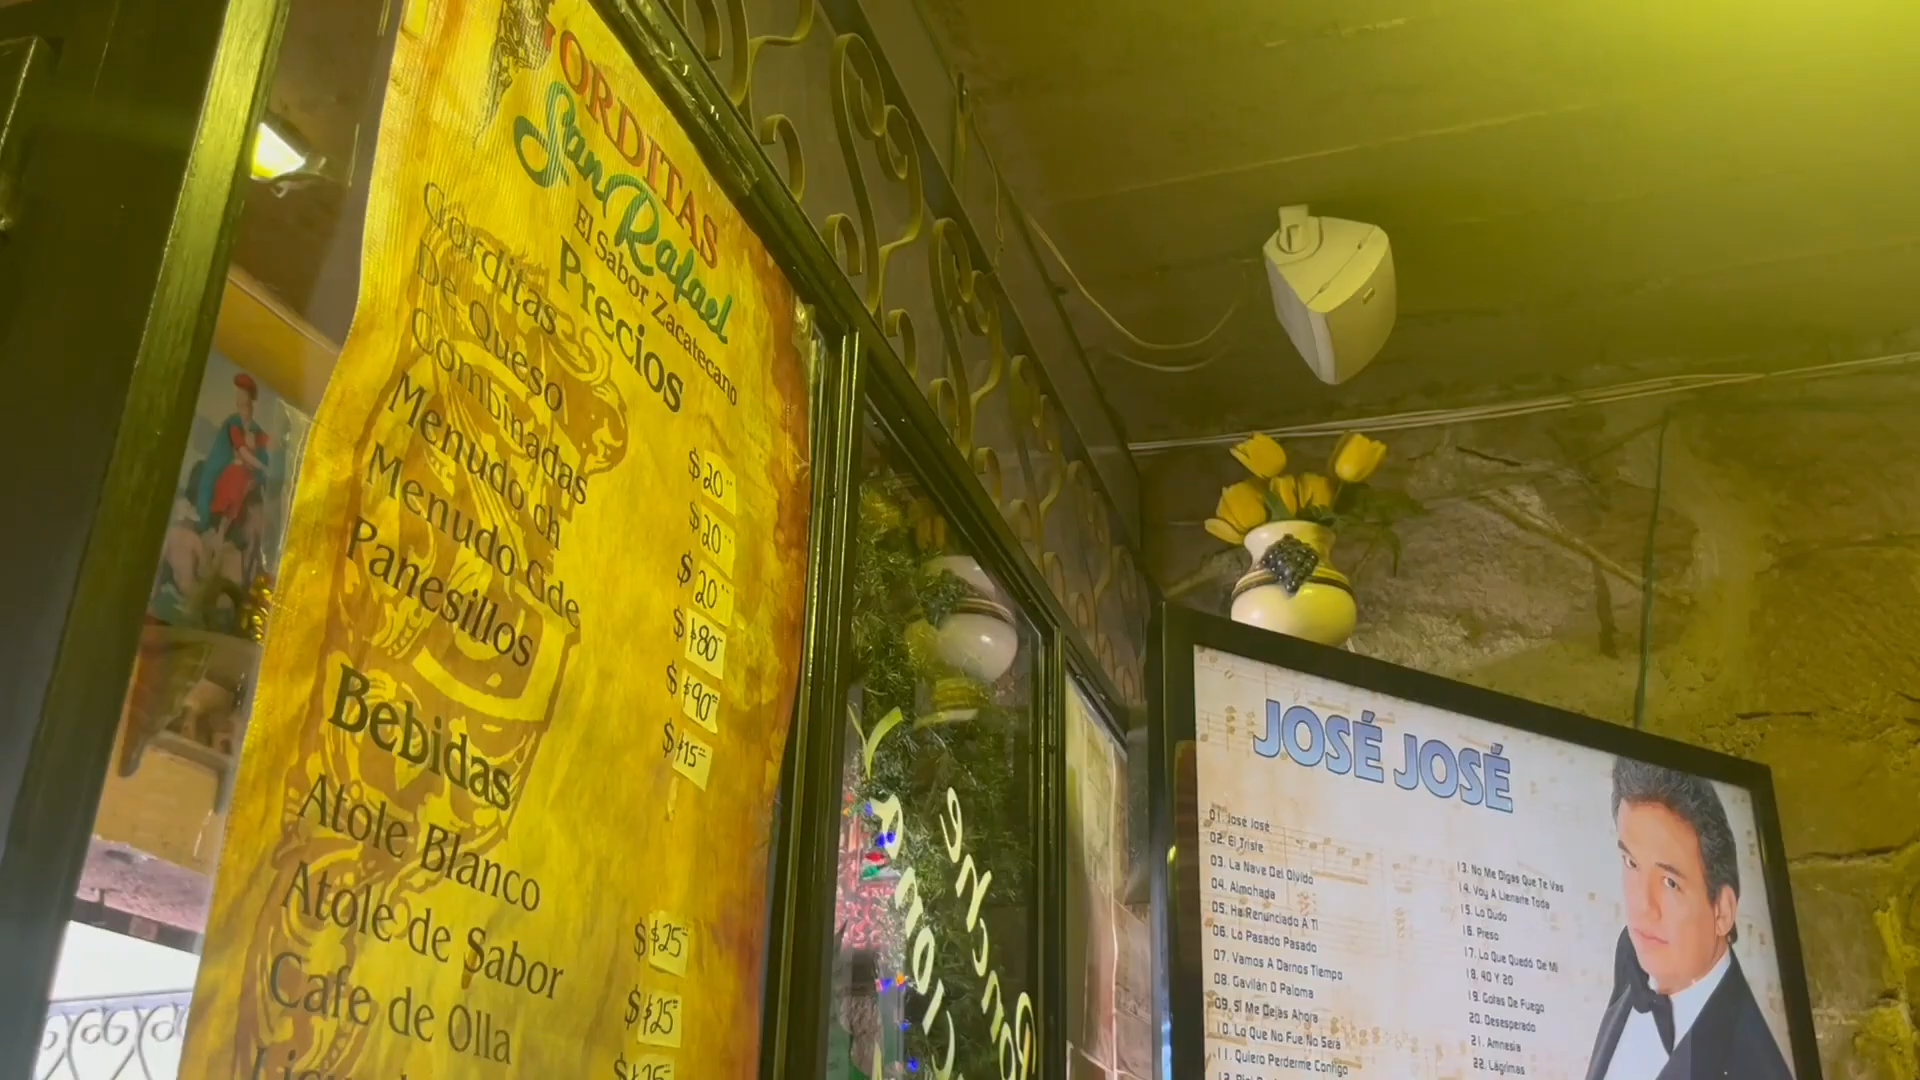 GORDITAS
San Rafael
El Sabor Zacatecano
Precios
Gorditas $20
De Queso $20
Combinadas $20
Menudo ch $80
Menudo Gde $90
Panesillos $15
Bebidas
Atole Blanco $25
Atole de Sabor $25
Cafe de Olla $25
JOSÉ JOSÉ
01. José José
02. El Triste
03. La Nave Del Olvido
04. Almohada
05. He Renunciado A Ti
06. Lo Pasado Pasado
07. Vamos A Darnos Tiempo
08. Gavilán O Paloma
09. Si Me Dejas Ahora
10. Lo Que No Fue No Será
11. Quiero Perderme Contigo
13. No Me Digas Que Te Vas
14. Voy A Llenarte Toda
15. La Duda
16. Preso
17. Lo Que Quedó De Mi
18. 40 Y 20
19. Gotas De Fuego
20. Desesperado
21. Amnesia
22. Lágrimas